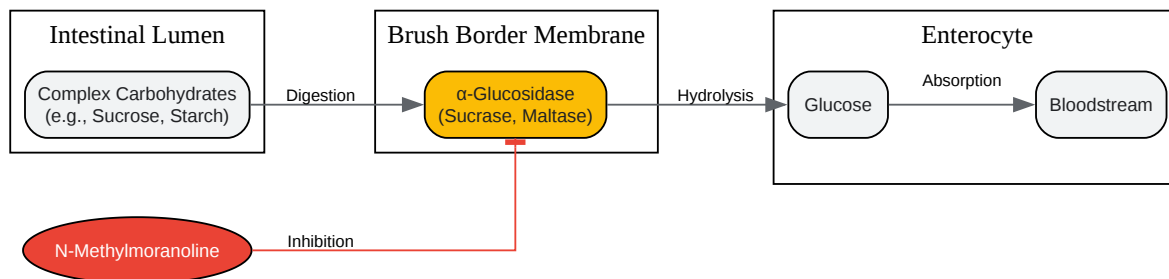 Intestinal Lumen
Brush Border Membrane
Enterocyte
Complex Carbohydrates
(e.g., Sucrose, Starch)
Digestion
α-Glucosidase
(Sucrase, Maltase)
Hydrolysis
Glucose
Absorption
Bloodstream
N-Methylmoranoline
Inhibition